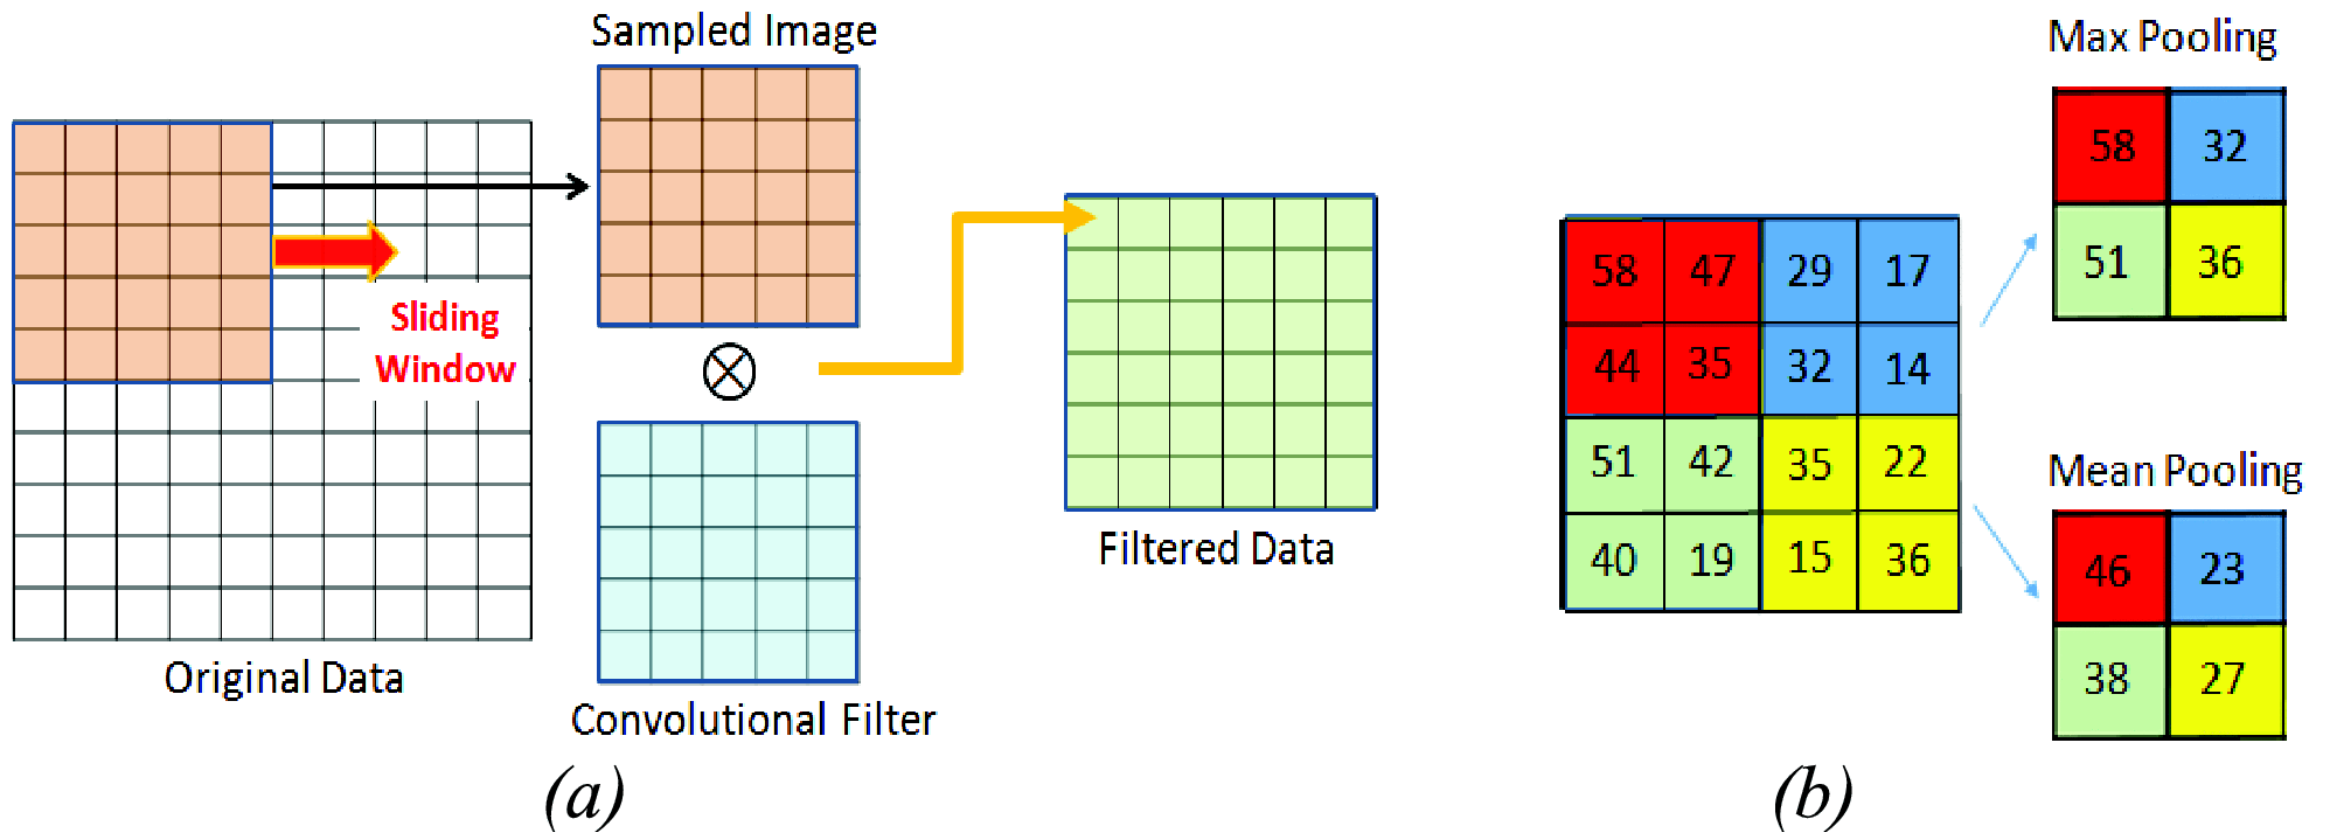 Sampled Image
Sliding
Window
Original Data
Convolutional Filter
Filtered Data
(a)
58 47 29 17
44 35 32 14
51 42 35 22
40 19 15 36
Max Pooling
58 32
51 36
Mean Pooling
46 23
38 27
(b)